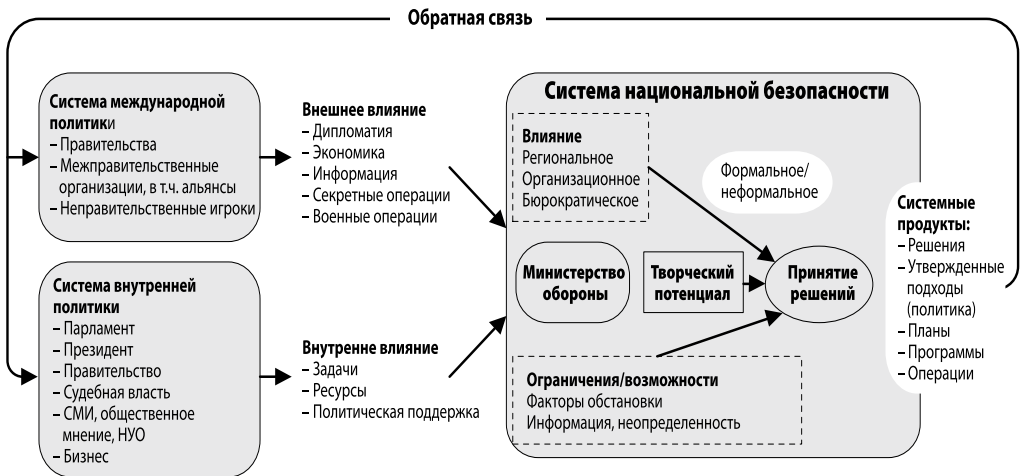 Обратная связь
Система международной
политики
– Правительства
– Межправительственные
организации, в т.ч. альянсы
– Неправительственные игроки
Внешнее влияние
– Дипломатия
– Экономика
– Информация
– Секретные операции
– Военные операции
Система внутренней
политики
– Парламент
– Президент
– Правительство
– Судебная власть
– СМИ, общественное
мнение, НУО
– Бизнес
Внутренне влияние
– Задачи
– Ресурсы
– Политическая поддержка
Система национальной безопасности
Влияние
Региональное
Организационное
Бюрократическое
Формальное/
неформальное
Министерство
обороны
Творческий
потенциал
Принятие
решений
Ограничения/возможности
Факторы обстановки
Информация, неопределенность
Системные
продукты:
– Решения
– Утвержденные
подходы
(политика)
– Планы
– Программы
– Операции